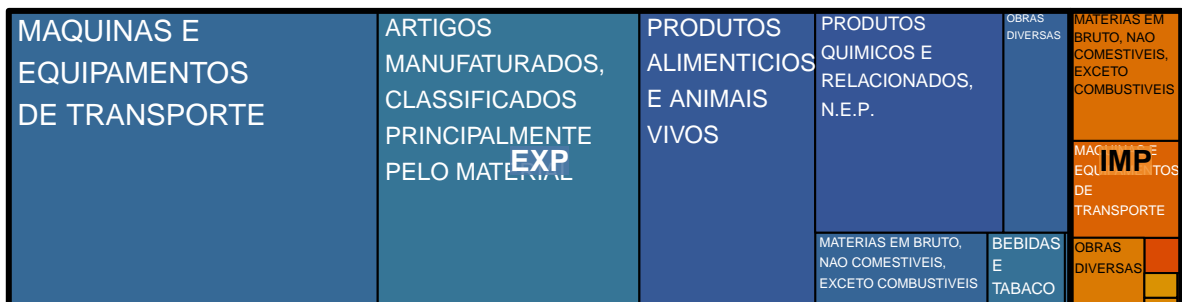 MAQUINAS E
EQUIPAMENTOS
DE TRANSPORTE
ARTIGOS
MANUFATURADOS,
CLASSIFICADOS
PRINCIPALMENTE
PELO MATERIAL
EXP
PRODUTOS
ALIMENTICIOS
E ANIMAIS
VIVOS
PRODUTOS
QUIMICOS E
RELACIONADOS,
N.E.P.
OBRAS
DIVERSAS
MATERIAS EM BRUTO,
NAO COMESTIVEIS,
EXCETO COMBUSTIVEIS
BEBIDAS
E
TABACO
MATERIAS EM
BRUTO, NAO
COMESTIVEIS,
EXCETO
COMBUSTIVEIS
MAQUINAS E
EQUIPAMENTOS
DE
TRANSPORTE
IMP
OBRAS
DIVERSAS